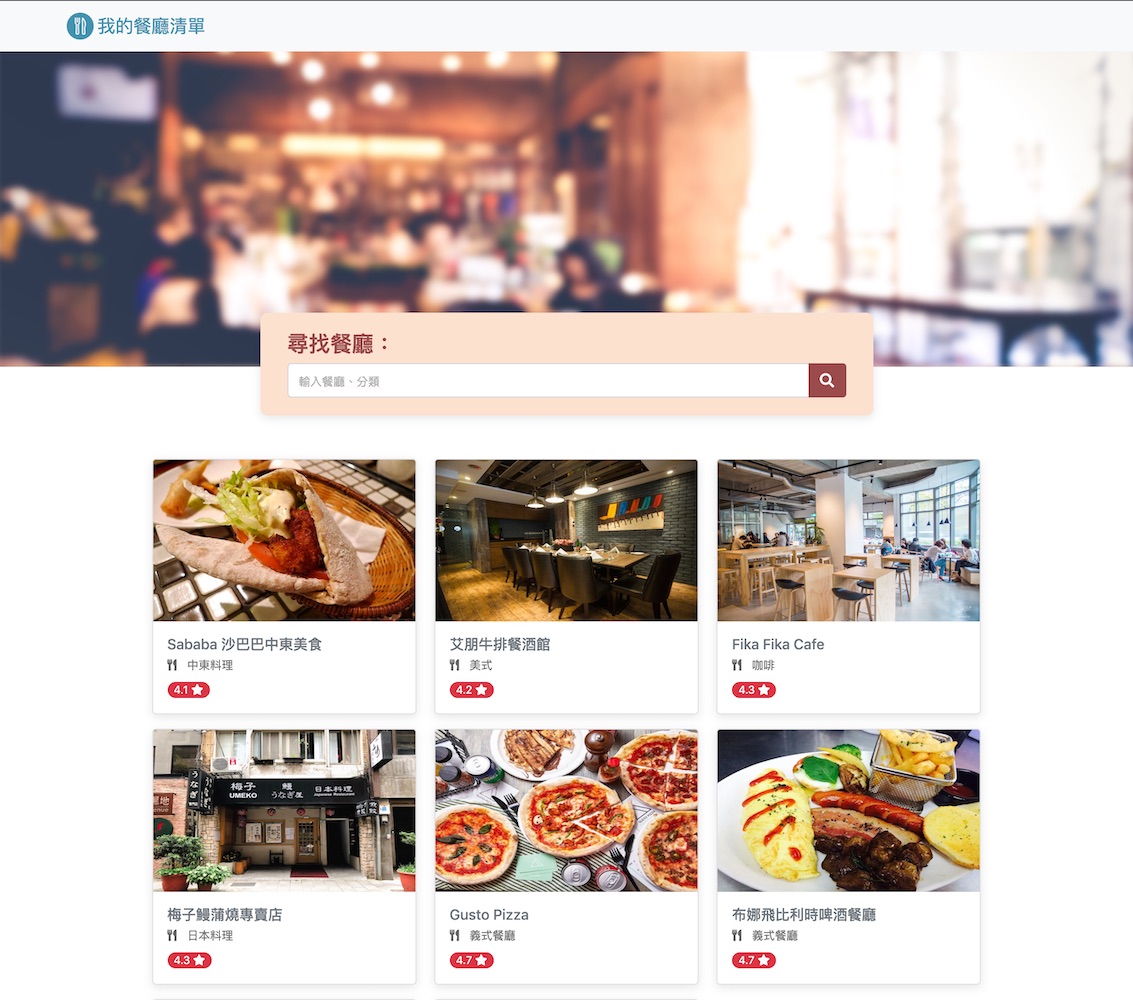 我的餐廳清單
尋找餐廳：
輸入餐廳、分類
Sababa 沙巴巴中東美食
中東料理
4.1
艾朋牛排餐酒館
美式
4.2
Fika Fika Cafe
咖啡
4.3
梅子 鰻 日本料理
UMEKO うなぎ屋 Japanese Restaurant
うなぎ
梅子鰻蒲燒專賣店
日本料理
4.3
Gusto Pizza
義式餐廳
4.7
布娜飛比利時啤酒餐廳
義式餐廳
4.7